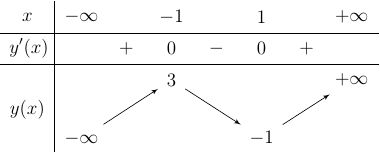 x −∞ −1 1 +∞
y′(x) + 0 − 0 +
3 +∞
y(x)
−∞ −1